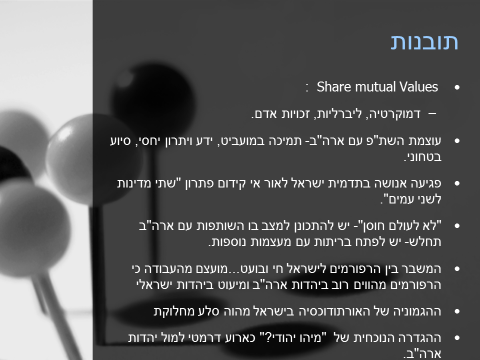 תובנות
• Share mutual Values :
– דמוקרטיה, ליברליות, זכויות אדם.
• עוצמת השת"פ עם ארה"ב- תמיכה במועביט, ידע ויתרון יחסי, סיוע
בטחוני.
• פגיעה אנושה בתדמית ישראל לאור אי קידום פתרון "שתי מדינות
לשני עמים".
• "לא לעולם חוסן"- יש להתכונן למצב בו השותפות עם ארה"ב
תחלש- יש לפתח בריתות עם מעצמות נוספות.
• המשבר בין הרפורמים לישראל חי ובועט...מועצם מהעבודה כי
הרפורמים מהווים רוב ביהדות ארה"ב ומיעוט ביהדות ישראלי
• ההגמוניה של האורתודוכסיה בישראל מהוה סלע מחלוקת
• ההגדרה הנוכחית של "מיהו יהודי?" כארוע דרמטי למול יהדות
ארה"ב.